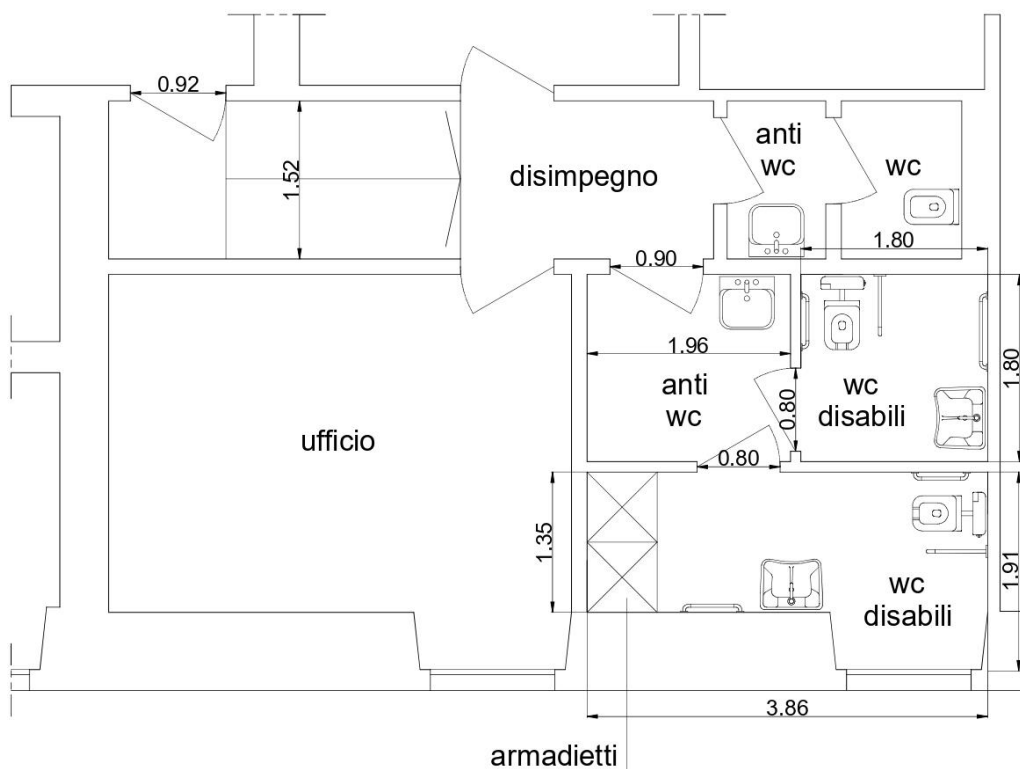 0.92
anti
wc
wc
1.52
disimpegno
1.80
0.90
1.96
1.80
anti
wc
0.80
wc
disabili
ufficio
0.80
1.35
1.91
wc
disabili
3.86
armadietti